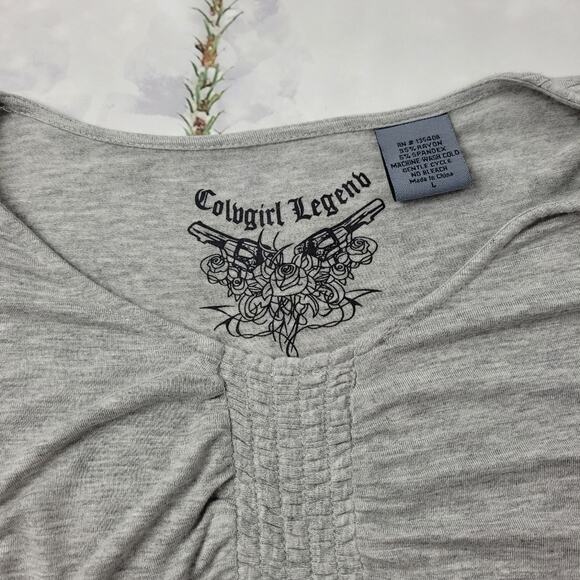 Cowgirl Legend
RN # 135408
95% RAYON
5% SPANDEX
MACHINE WASH COLD
GENTLE CYCLE
NO BLEACH
Made In China
L